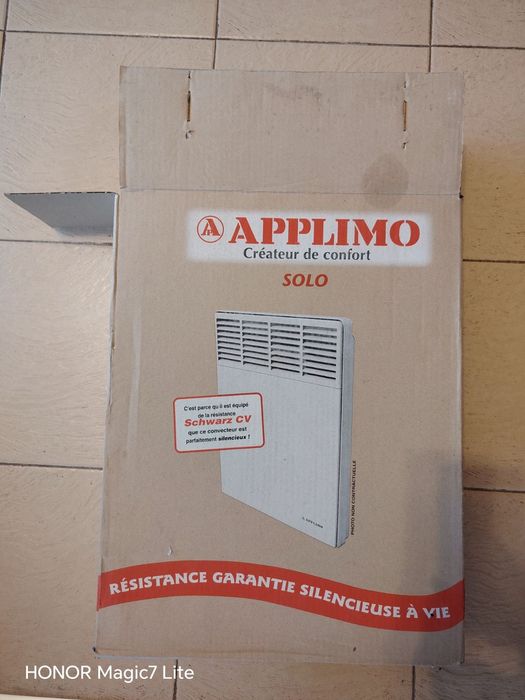 APPLIMO
Créateur de confort
SOLO
C'est parce qu'il est équipé
de la résistance
Schwarz CV
que ce convecteur est
parfaitement silencieux !
APPLIMO
PHOTO NON CONTRACTUELLE
RÉSISTANCE GARANTIE SILENCIEUSE À VIE
HONOR Magic7 Lite